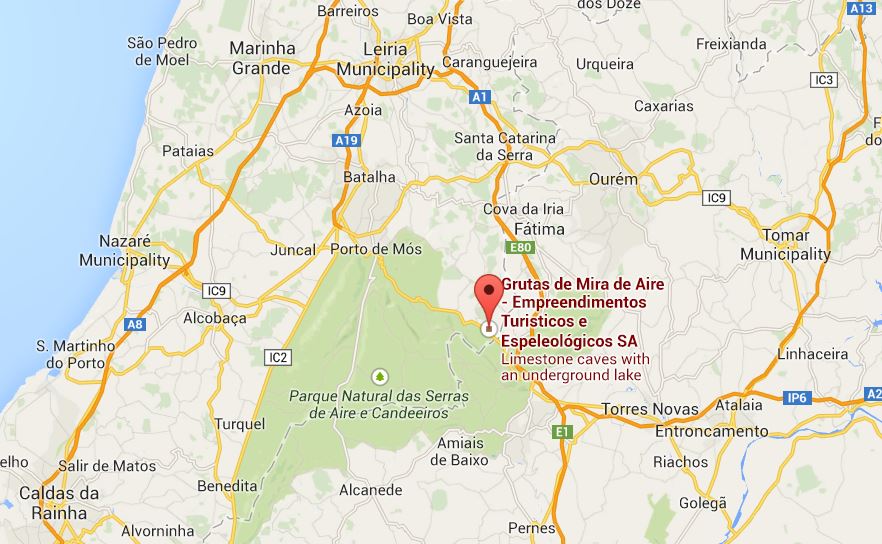 Barreiros
Boa Vista
dos Doze
A1
A13
São Pedro
de Moel
Marinha
Grande
Leiria
Municipality
Caranguejeira
Urqueira
Freixianda
IC3
A1
Azoia
Caxarias
A19
Santa Catarina
da Serra
Pataias
Batalha
Ourém
IC9
Cova da Iria
Fátima
E80
Nazaré
Municipality
Juncal
Porto de Mós
Tomar
Municipality
IC9
Grutas de Mira de Aire
- Empreendimentos
Turisticos e
Espeleológicos SA
Limestone caves with
an underground lake
A8
Alcobaça
S. Martinho
do Porto
IC2
Linhaceira
Parque Natural das Serras
de Aire e Candeeiros
Turquel
Torres Novas
Atalaia
IP6
A2
E1
Entroncamento
Amiais
de Baixo
elho
Salir de Matos
Riachos
Caldas da
Rainha
Benedita
Alcanede
Golegã
Alvorninha
Pernes